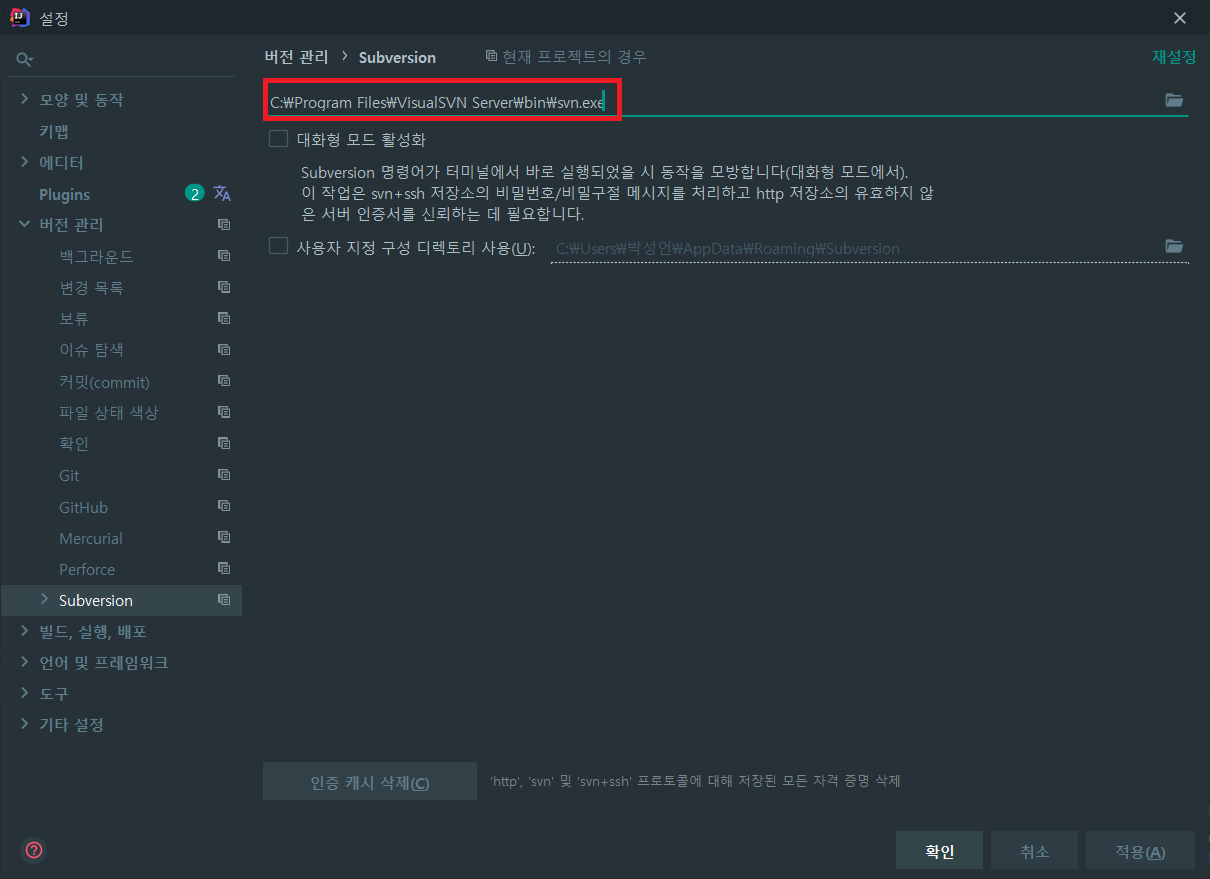 설정
버전 관리 > Subversion 현재 프로젝트의 경우 재설정
모양 및 동작
키맵
에디터
Plugins 2
버전 관리
백그라운드
변경 목록
보류
이슈 탐색
커밋(commit)
파일 상태 색상
확인
Git
GitHub
Mercurial
Perforce
Subversion
빌드, 실행, 배포
언어 및 프레임워크
도구
기타 설정
C:₩Program Files₩VisualSVN Server₩bin₩svn.exe
대화형 모드 활성화
Subversion 명령어가 터미널에서 바로 실행되었을 시 동작을 모방합니다(대화형 모드에서).
이 작업은 svn+ssh 저장소의 비밀번호/비밀구절 메시지를 처리하고 http 저장소의 유효하지 않
은 서버 인증서를 신뢰하는 데 필요합니다.
사용자 지정 구성 디렉토리 사용(U): C:₩Users₩박성언₩AppData₩Roaming₩Subversion
인증 캐시 삭제(C) 'http', 'svn' 및 'svn+ssh' 프로토콜에 대해 저장된 모든 자격 증명 삭제
? 확인 취소 적용(A)